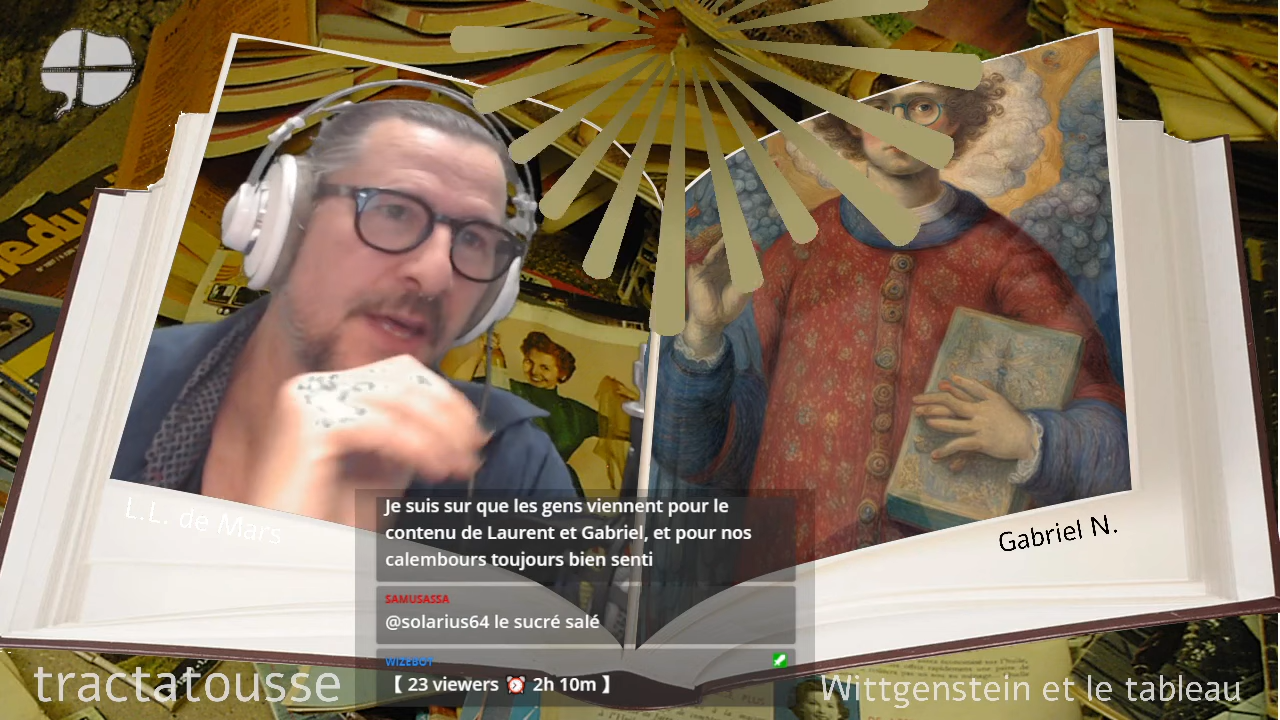 L.L. de Mars
Gabriel N.
Je suis sur que les gens viennent pour le
contenu de Laurent et Gabriel, et pour nos
calembours toujours bien senti
SAMUSASSA
@solarius64 le sucré salé
WIZEBOT
【 23 viewers ⏰ 2h 10m 】
tractatousse
Wittgenstein et le tableau